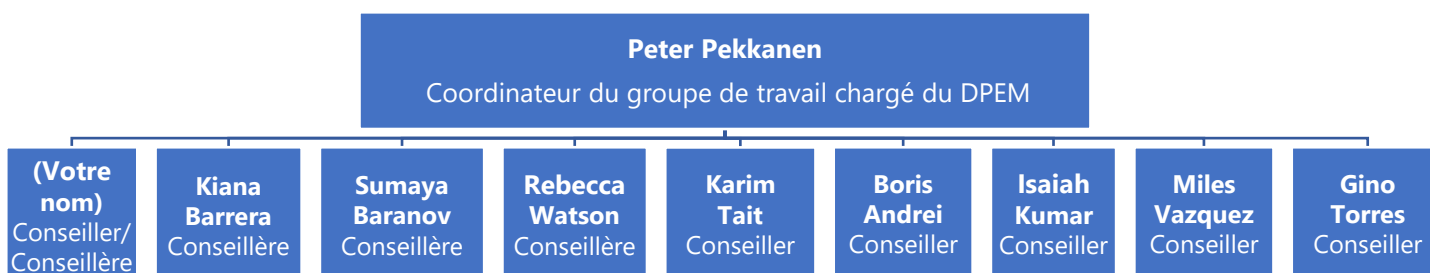 Peter Pekkanen
Coordinateur du groupe de travail chargé du DPEM
(Votre
nom)
Conseiller/
Conseillère
Kiana
Barrera
Conseillère
Sumaya
Baranov
Conseillère
Rebecca
Watson
Conseillère
Karim
Tait
Conseiller
Boris
Andrei
Conseiller
Isaiah
Kumar
Conseiller
Miles
Vazquez
Conseiller
Gino
Torres
Conseiller